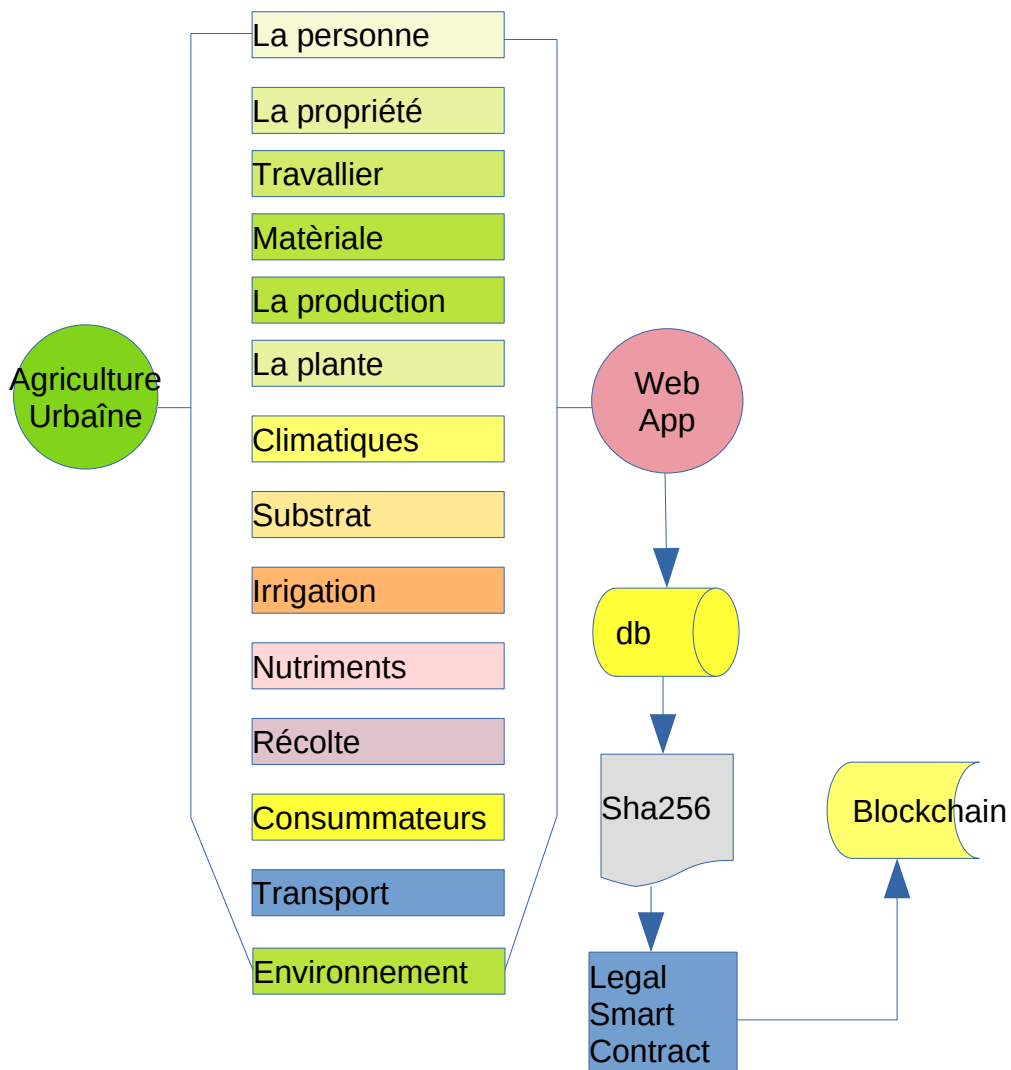 La personne
La propriété
Travallier
Matèriale
La production
La plante
Agriculture
Urbaîne
Climatiques
Substrat
Irrigation
Nutriments
Récolte
Consummateurs
Transport
Environnement
Web
App
db
Sha256
Blockchain
Legal
Smart
Contract